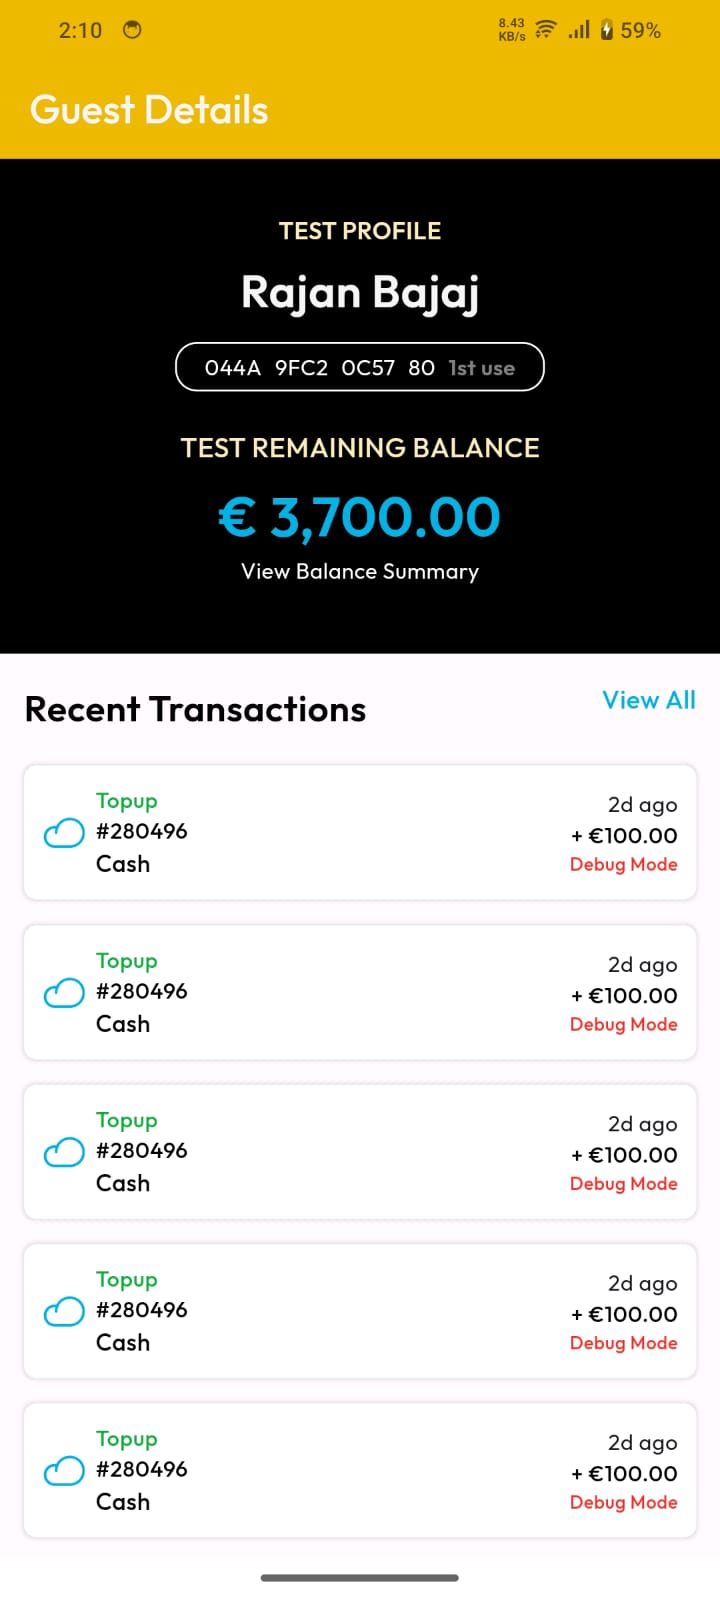 2:10
8.43 KB/s
59%
Guest Details
TEST PROFILE
Rajan Bajaj
044A 9FC2 0C57 80 1st use
TEST REMAINING BALANCE
€ 3,700.00
View Balance Summary
Recent Transactions
View All
Topup
#280496
Cash
2d ago
+ €100.00
Debug Mode
Topup
#280496
Cash
2d ago
+ €100.00
Debug Mode
Topup
#280496
Cash
2d ago
+ €100.00
Debug Mode
Topup
#280496
Cash
2d ago
+ €100.00
Debug Mode
Topup
#280496
Cash
2d ago
+ €100.00
Debug Mode